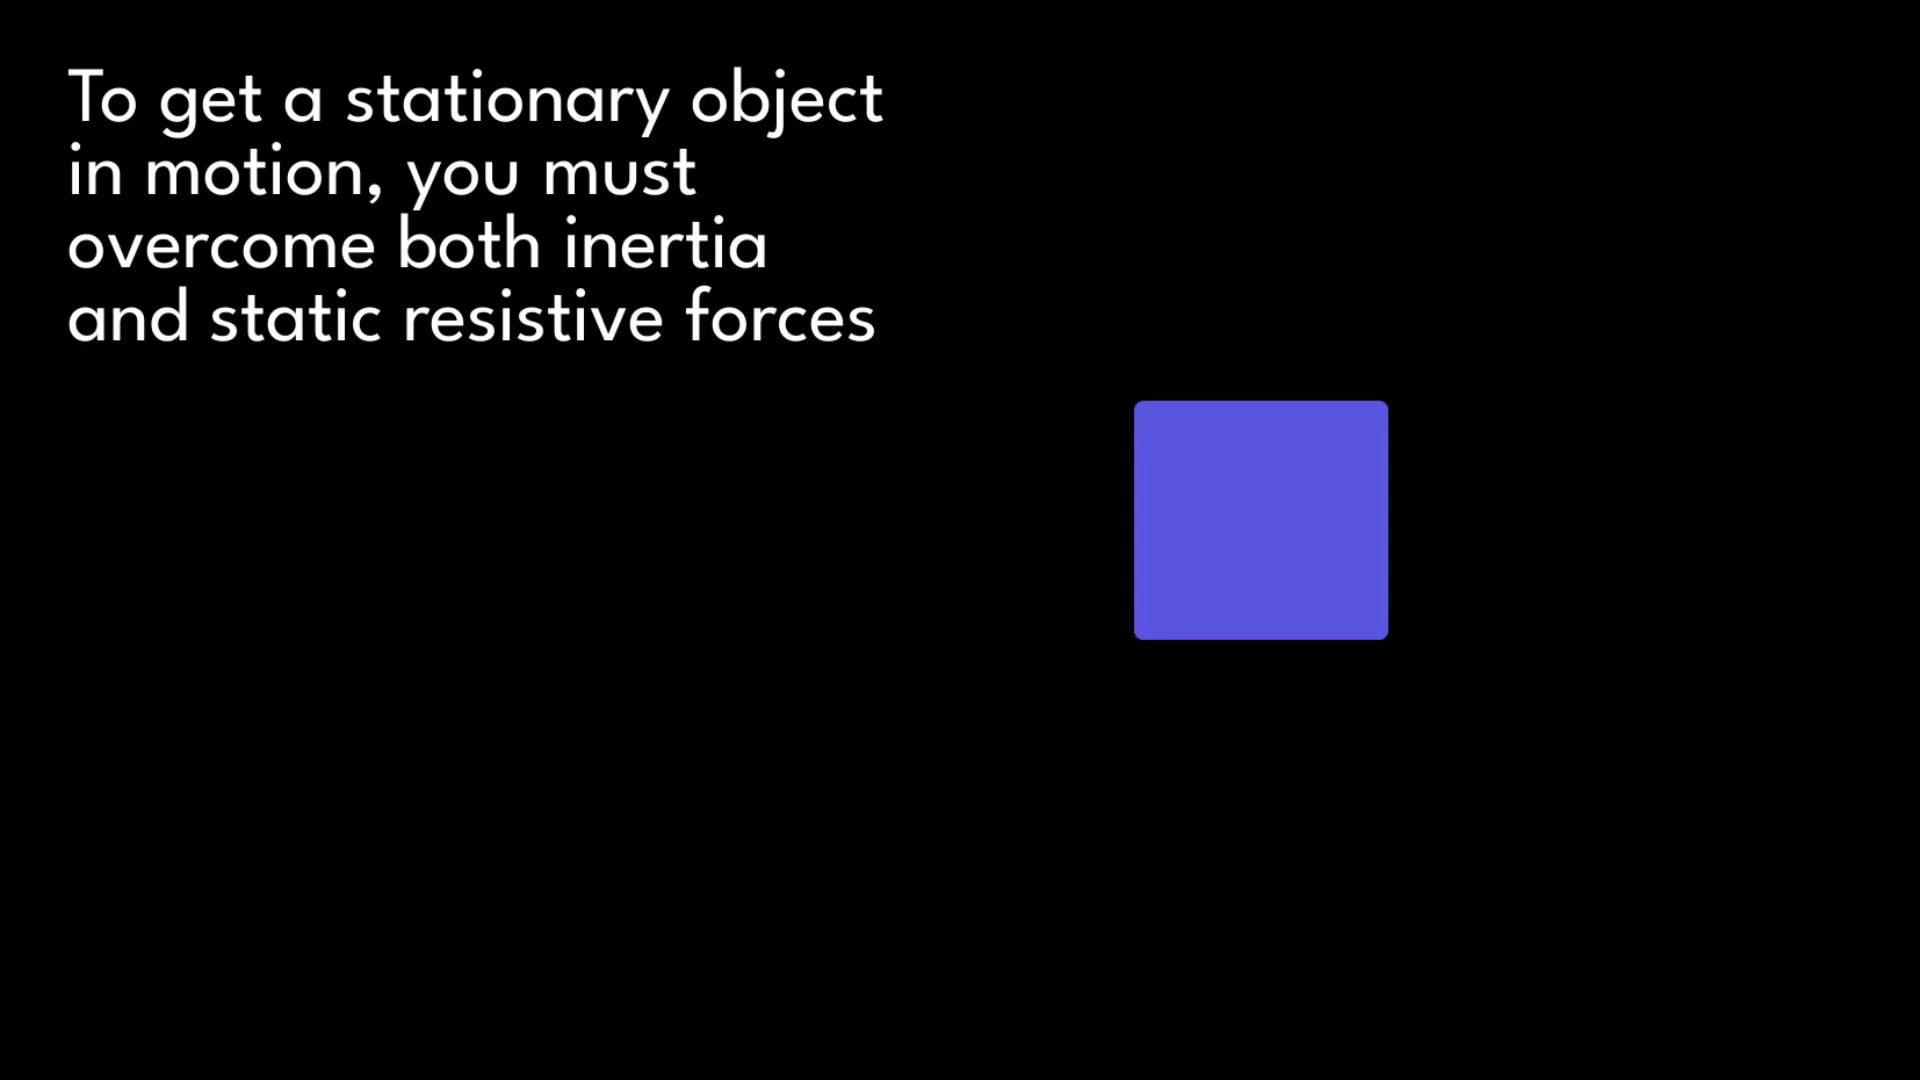 To get a stationary object
in motion, you must
overcome both inertia
and static resistive forces